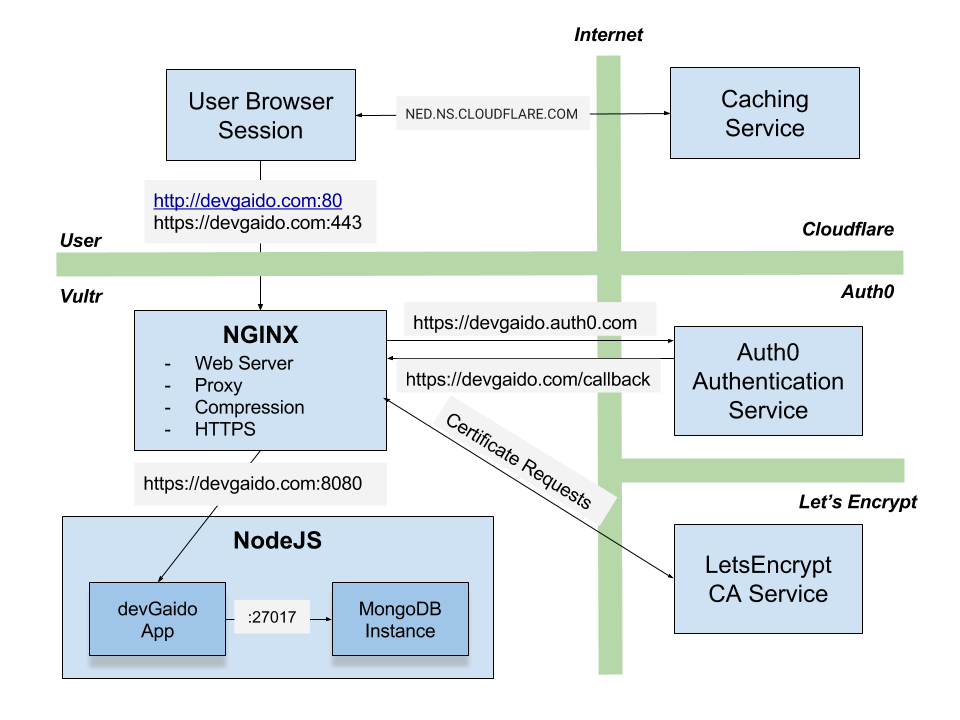 Internet
User Browser
Session
NED.NS.CLOUDFLARE.COM
Caching
Service
http://devgaido.com:80
https://devgaido.com:443
User
Cloudflare
Vultr
Auth0
NGINX
- Web Server
- Proxy
- Compression
- HTTPS
https://devgaido.auth0.com
https://devgaido.com/callback
Auth0
Authentication
Service
Certificate Requests
https://devgaido.com:8080
Let’s Encrypt
NodeJS
devGaido
App
:27017
MongoDB
Instance
LetsEncrypt
CA Service